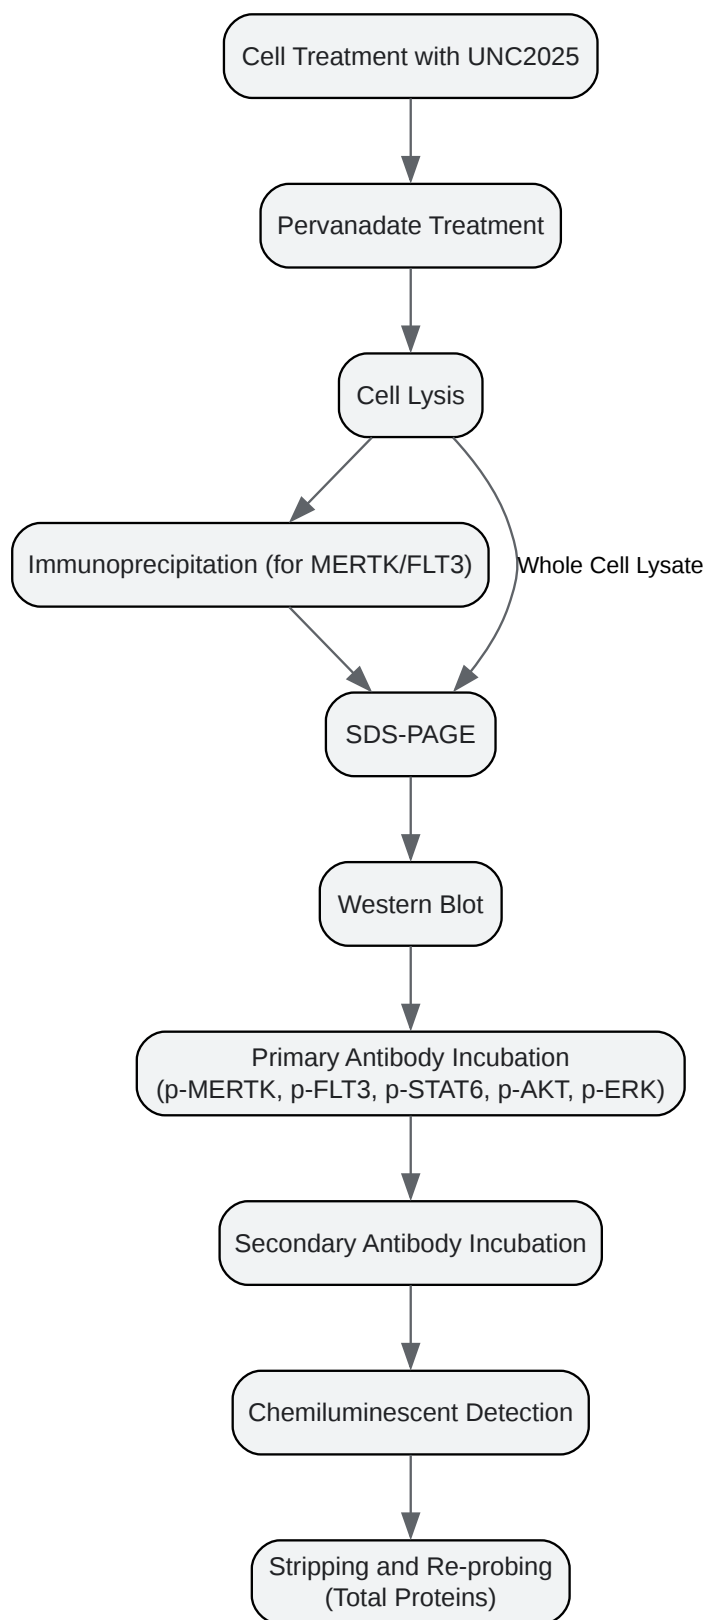 Cell Treatment with UNC2025
Pervanadate Treatment
Cell Lysis
Immunoprecipitation (for MERTK/FLT3)
Whole Cell Lysate
SDS-PAGE
Western Blot
Primary Antibody Incubation
(p-MERTK, p-FLT3, p-STAT6, p-AKT, p-ERK)
Secondary Antibody Incubation
Chemiluminescent Detection
Stripping and Re-probing
(Total Proteins)